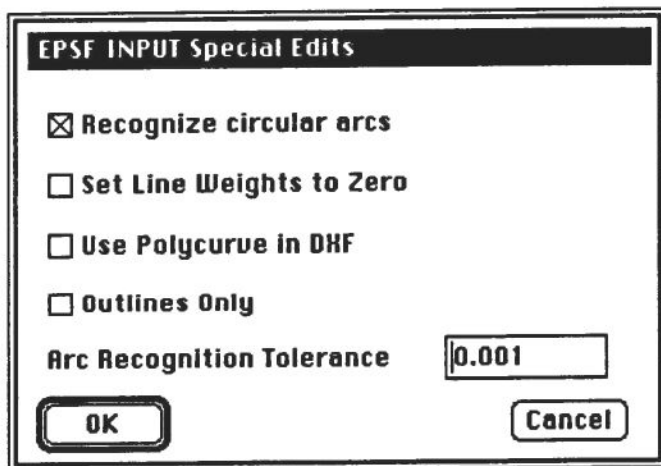 EPSF INPUT Special Edits
Recognize circular arcs
Set Line Weights to Zero
Use Polycurve in DXF
Outlines Only
Arc Recognition Tolerance 0.001
OK Cancel